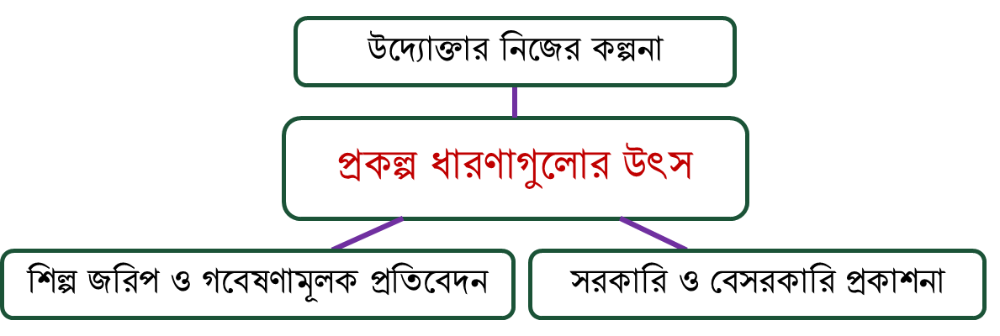 উদ্যোক্তার নিজের কল্পনা
প্রকল্প ধারণাগুলোর উৎস
শিল্প জরিপ ও গবেষণামূলক প্রতিবেদন
সরকারি ও বেসরকারি প্রকাশনা